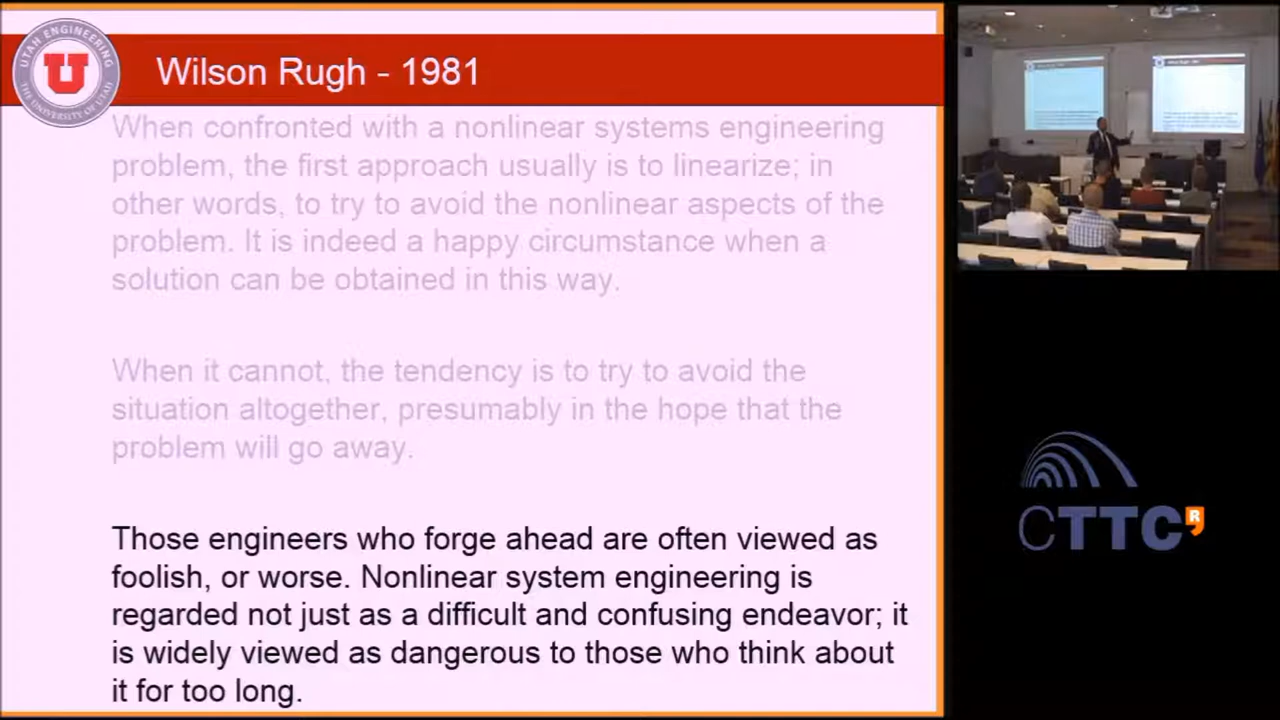 UTAH ENGINEERING
U
THE UNIVERSITY OF UTAH
Wilson Rugh - 1981
When confronted with a nonlinear systems engineering
problem, the first approach usually is to linearize; in
other words, to try to avoid the nonlinear aspects of the
problem. It is indeed a happy circumstance when a
solution can be obtained in this way.
When it cannot, the tendency is to try to avoid the
situation altogether, presumably in the hope that the
problem will go away.
Those engineers who forge ahead are often viewed as
foolish, or worse. Nonlinear system engineering is
regarded not just as a difficult and confusing endeavor; it
is widely viewed as dangerous to those who think about
it for too long.
CTTC
R